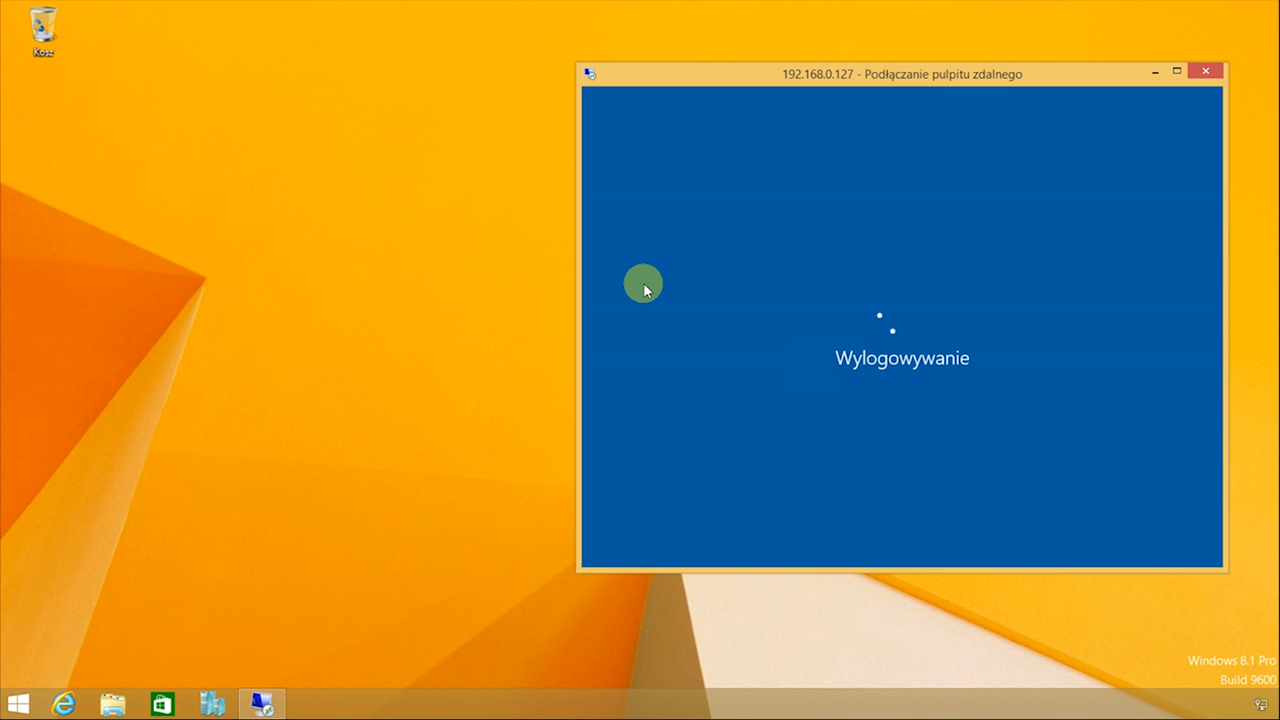 Kosz
192.168.0.127 - Podłączanie pulpitu zdalnego
Wylogowywanie
Windows 8.1 Pro
Build 9600